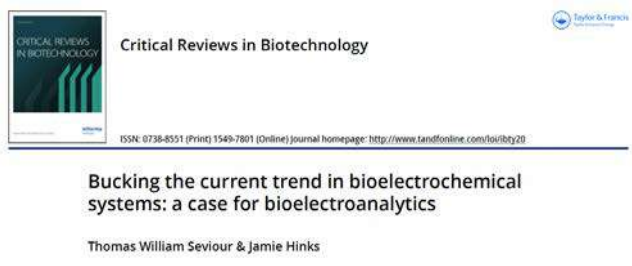 CRITICAL REVIEWS
IN BIOTECHNOLOGY
informa
Taylor & Francis
Critical Reviews in Biotechnology
ISSN: 0738-8551 (Print) 1549-7801 (Online) Journal homepage: http://www.tandfonline.com/loi/ibty20
Bucking the current trend in bioelectrochemical
systems: a case for bioelectroanalytics
Thomas William Seviour & Jamie Hinks